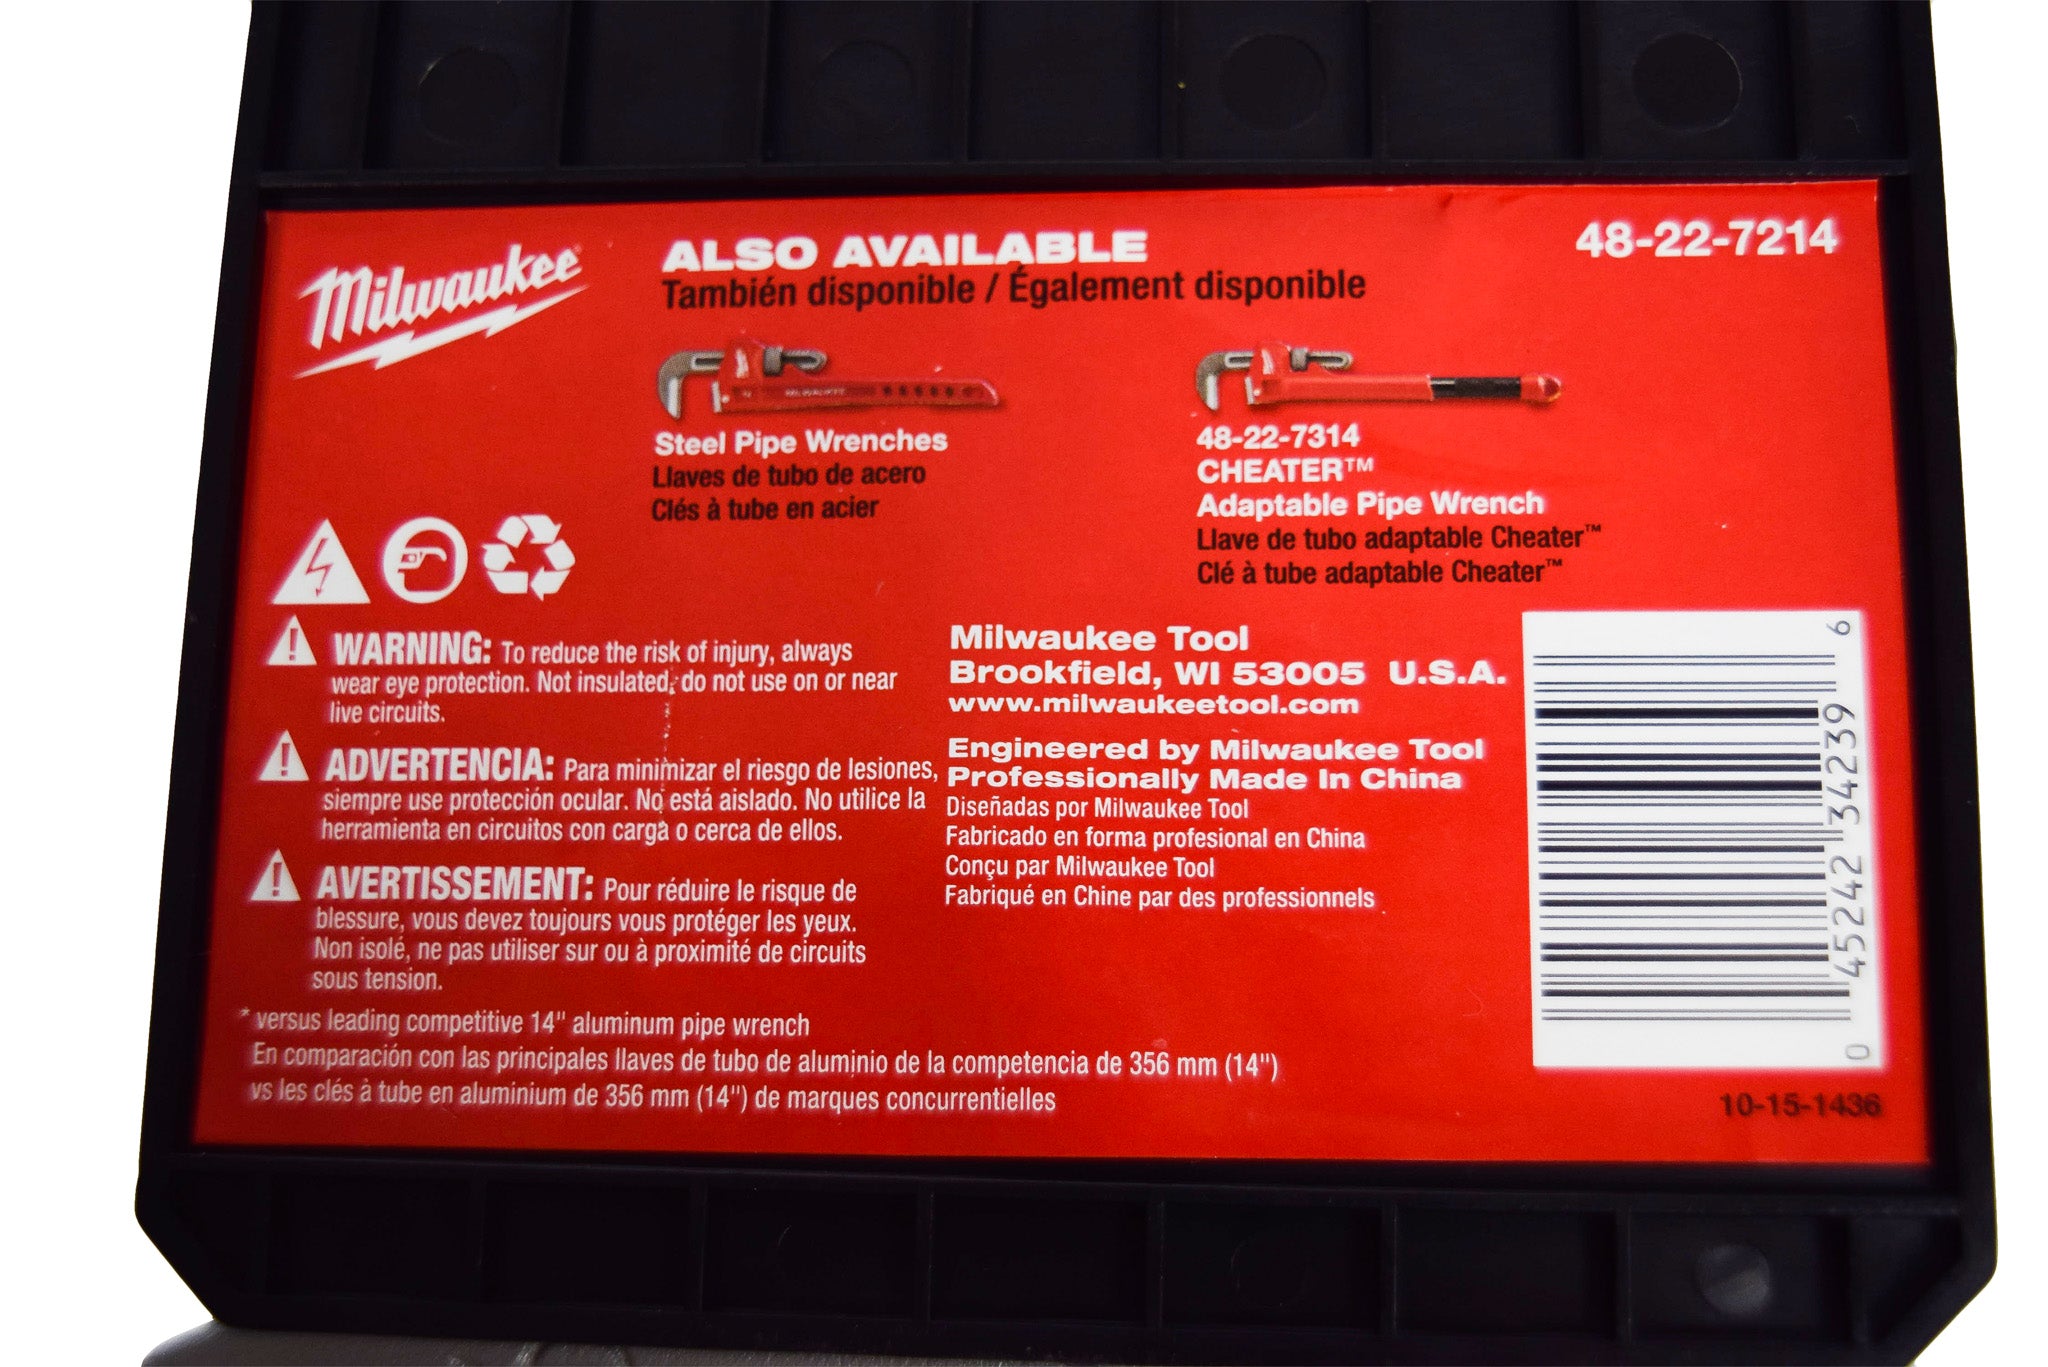 Milwaukee
ALSO AVAILABLE
También disponible / Également disponible
48-22-7214
Steel Pipe Wrenches
Llaves de tubo de acero
Clés à tube en acier
48-22-7314
CHEATER™
Adaptable Pipe Wrench
Llave de tubo adaptable Cheater™
Clé à tube adaptable Cheater™
WARNING: To reduce the risk of injury, always
wear eye protection. Not insulated, do not use on or near
live circuits.
ADVERTENCIA: Para minimizar el riesgo de lesiones,
siempre use protección ocular. No está aislado. No utilice la
herramienta en circuitos con carga o cerca de ellos.
AVERTISSEMENT: Pour réduire le risque de
blessure, vous devez toujours vous protéger les yeux.
Non isolé, ne pas utiliser sur ou à proximité de circuits
sous tension.
* versus leading competitive 14" aluminum pipe wrench
En comparación con las principales llaves de tubo de aluminio de la competencia de 356 mm (14")
vs les clés à tube en aluminium de 356 mm (14") de marques concurrentielles
Milwaukee Tool
Brookfield, WI 53005 U.S.A.
www.milwaukeetool.com
Engineered by Milwaukee Tool
Professionally Made In China
Diseñadas por Milwaukee Tool
Fabricado en forma profesional en China
Conçu par Milwaukee Tool
Fabriqué en Chine par des professionnels
0 45242 34239 6
10-15-1436